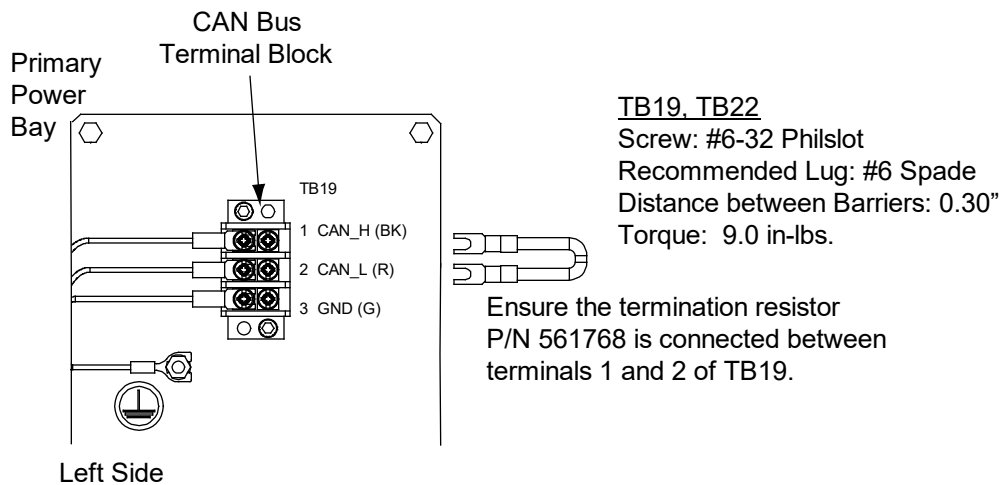 CAN Bus
Terminal Block
Primary
Power
Bay
TB19, TB22
Screw: #6-32 Philslot
Recommended Lug: #6 Spade
Distance between Barriers: 0.30”
Torque:  9.0 in-lbs.
TB19
1 CAN_H (BK)
2 CAN_L (R)
3 GND (G)
Ensure the termination resistor
P/N 561768 is connected between
terminals 1 and 2 of TB19.
Left Side